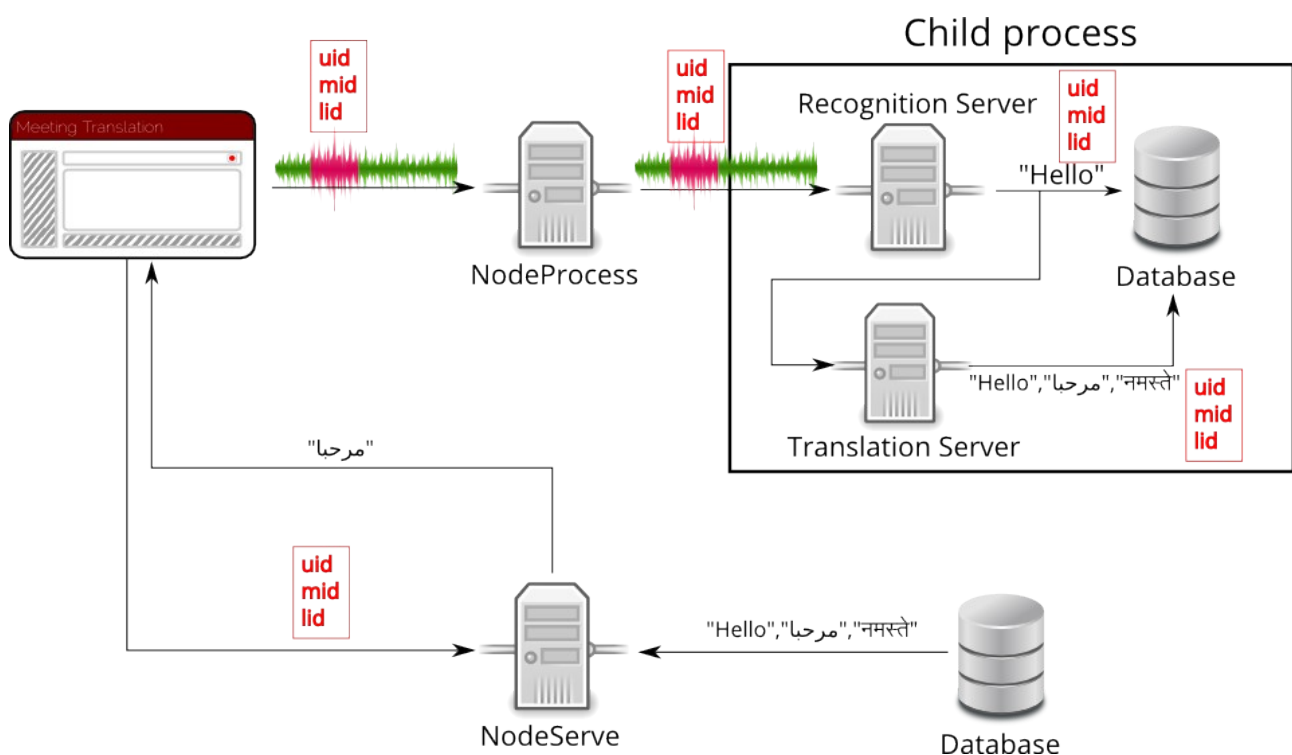 Child process
uid
mid
lid
uid
mid
lid
Recognition Server
uid
mid
lid
Meeting Translation
"Hello"
NodeProcess
Database
"Hello","مرحبا","नमस्ते"
uid
mid
lid
Translation Server
"مرحبا"
uid
mid
lid
"Hello","مرحبا","नमस्ते"
NodeServe
Database